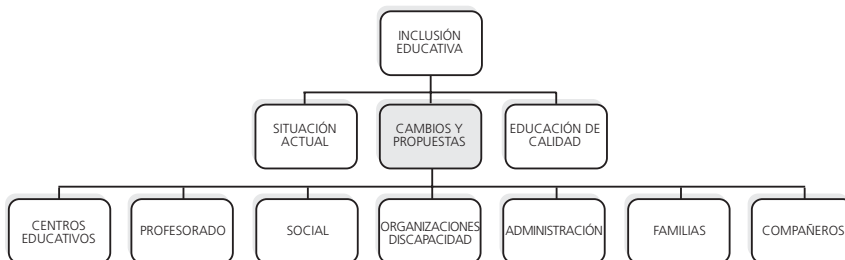 INCLUSIÓN
EDUCATIVA
SITUACIÓN
ACTUAL
CAMBIOS Y
PROPUESTAS
EDUCACIÓN DE
CALIDAD
CENTROS
EDUCATIVOS
PROFESORADO
SOCIAL
ORGANIZACIONES
DISCAPACIDAD
ADMINISTRACIÓN
FAMILIAS
COMPAÑEROS